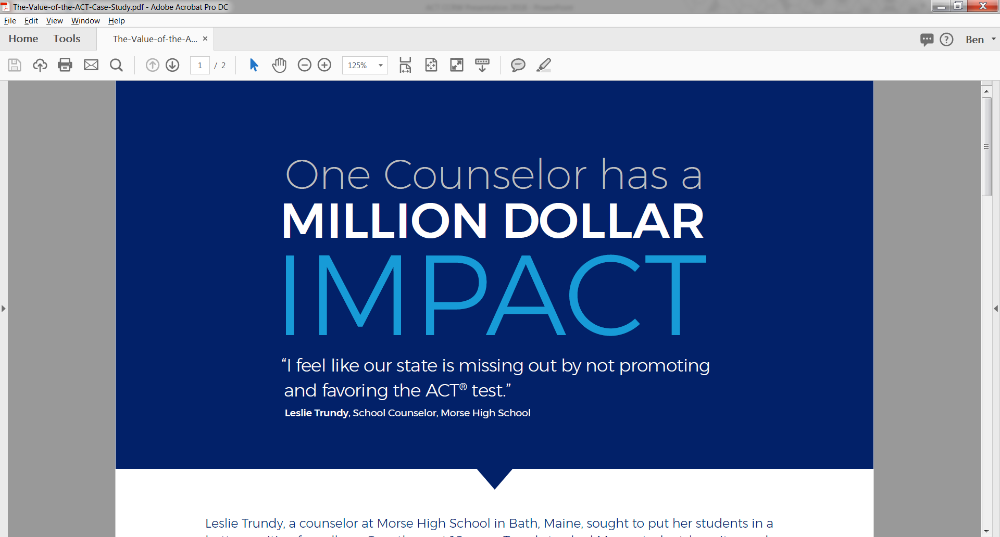 The-Value-of-the-ACT-Case-Study.pdf - Adobe Acrobat Pro DC
File Edit View Window Help
Home Tools The-Value-of-the-A... Ben
1 / 2 125%
One Counselor has a
MILLION DOLLAR
IMPACT
“I feel like our state is missing out by not promoting
and favoring the ACT® test.”
Leslie Trundy, School Counselor, Morse High School
Leslie Trundy, a counselor at Morse High School in Bath, Maine, sought to put her students in a